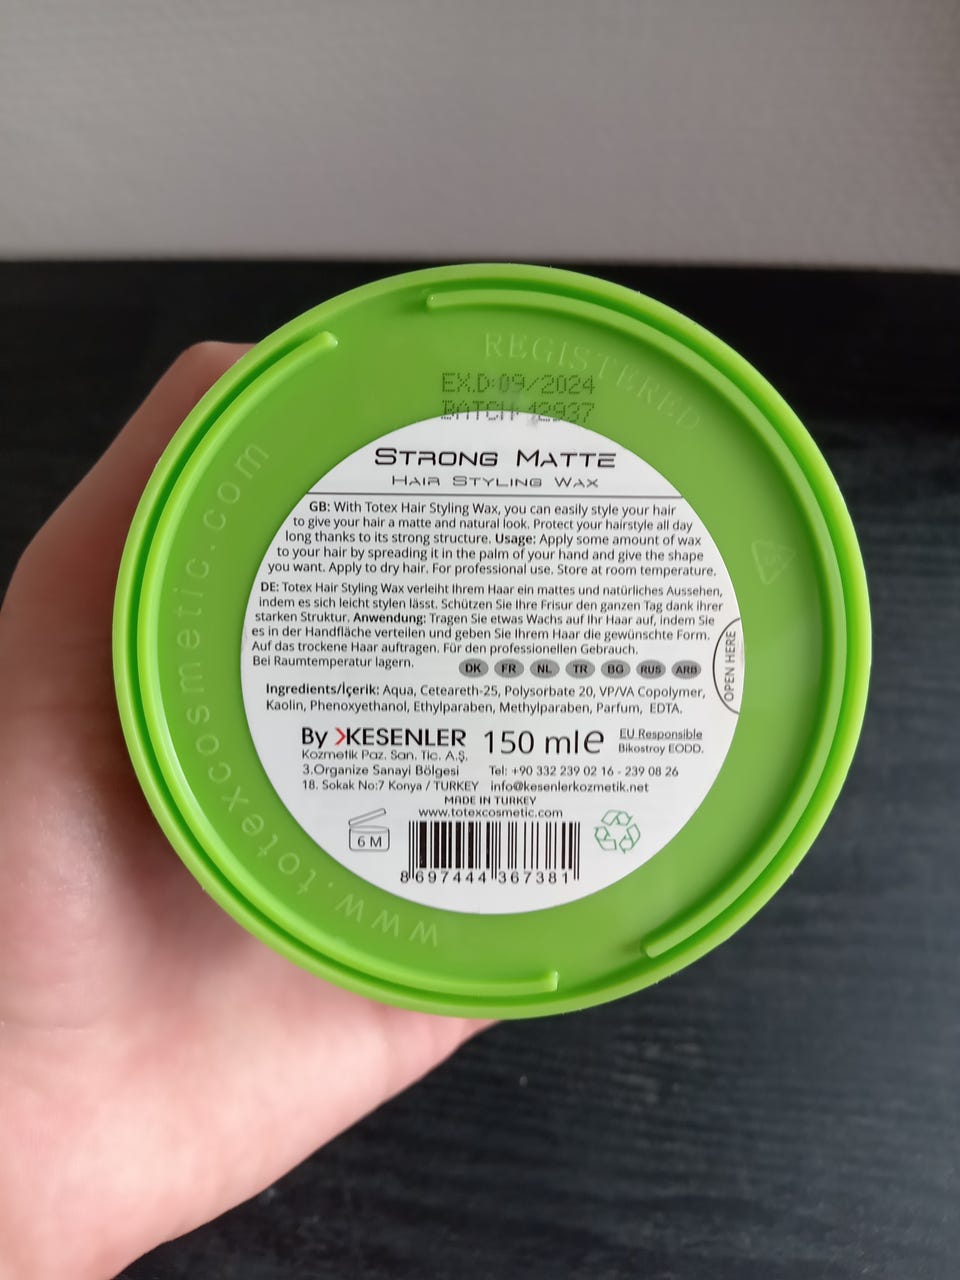 REGISTERED
EX.D:09/2024
BATCH: 12937
www.totexcosmetic.com
STRONG MATTE
HAIR STYLING WAX
GB: With Totex Hair Styling Wax, you can easily style your hair
to give your hair a matte and natural look. Protect your hairstyle all day
long thanks to its strong structure. Usage: Apply some amount of wax
to your hair by spreading it in the palm of your hand and give the shape
you want. Apply to dry hair. For professional use. Store at room temperature.
DE: Totex Hair Styling Wax verleiht Ihrem Haar ein mattes und natürliches Aussehen,
indem es sich leicht stylen lässt. Schützen Sie Ihre Frisur den ganzen Tag dank ihrer
starken Struktur. Anwendung: Tragen Sie etwas Wachs auf Ihr Haar auf, indem Sie
es in der Handfläche verteilen und geben Sie Ihrem Haar die gewünschte Form.
Auf das trockene Haar auftragen. Für den professionellen Gebrauch.
Bei Raumtemperatur lagern.
DK FR NL TR BG RUS ARB
OPEN HERE
Ingredients/İçerik: Aqua, Ceteareth-25, Polysorbate 20, VP/VA Copolymer,
Kaolin, Phenoxyethanol, Ethylparaben, Methylparaben, Parfum, EDTA.
By KESENLER
Kozmetik Paz. San. Tic. A.Ş.
150 ml e
EU Responsible
Bikostroy EOOD.
3.Organize Sanayi Bölgesi
Tel: +90 332 239 02 16 - 239 08 26
18. Sokak No:7 Konya / TURKEY
info@kesenlerkozmetik.net
MADE IN TURKEY
www.totexcosmetic.com
6 M
8 697444 367381
5